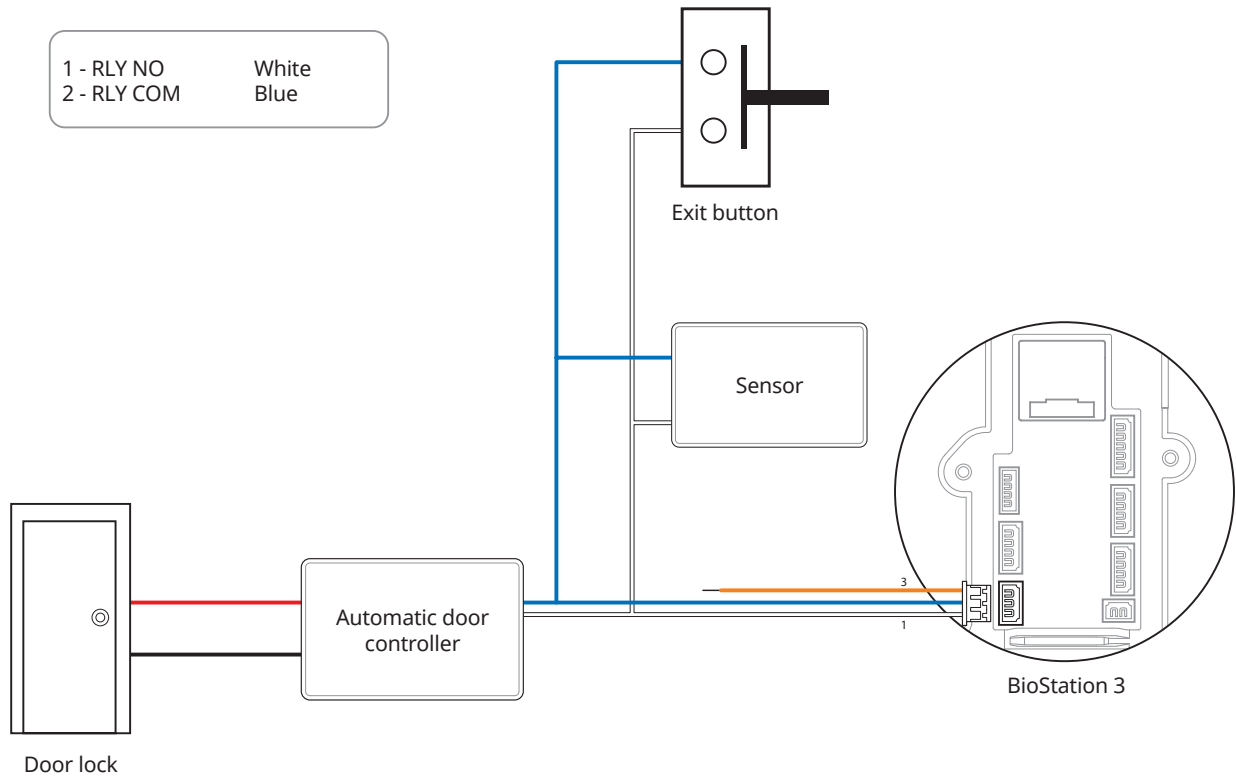 1 - RLY NO White
2 - RLY COM Blue
Exit button
Sensor
3
Automatic door
controller
1
BioStation 3
Door lock